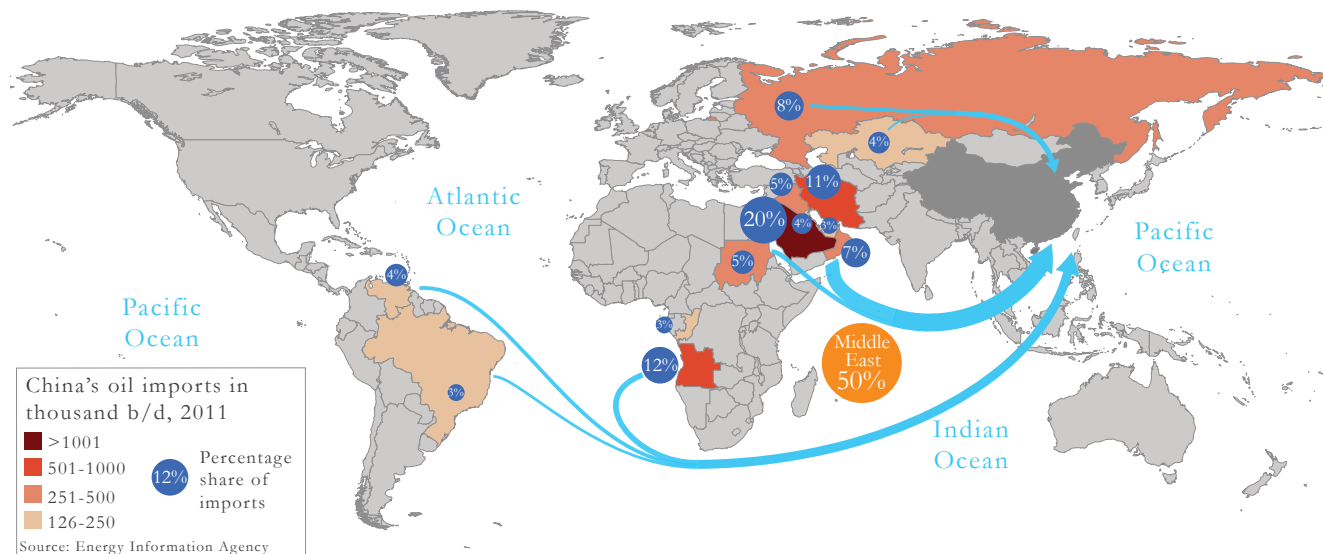 8%
4%
Atlantic
Ocean
5%
11%
20%
4%
3%
7%
5%
Pacific
Ocean
4%
Pacific
Ocean
3%
12%
Middle
East
50%
3%
Indian
Ocean
China's oil imports in
thousand b/d, 2011
>1001
501-1000
251-500
126-250
12%
Percentage
share of
imports
Source: Energy Information Agency